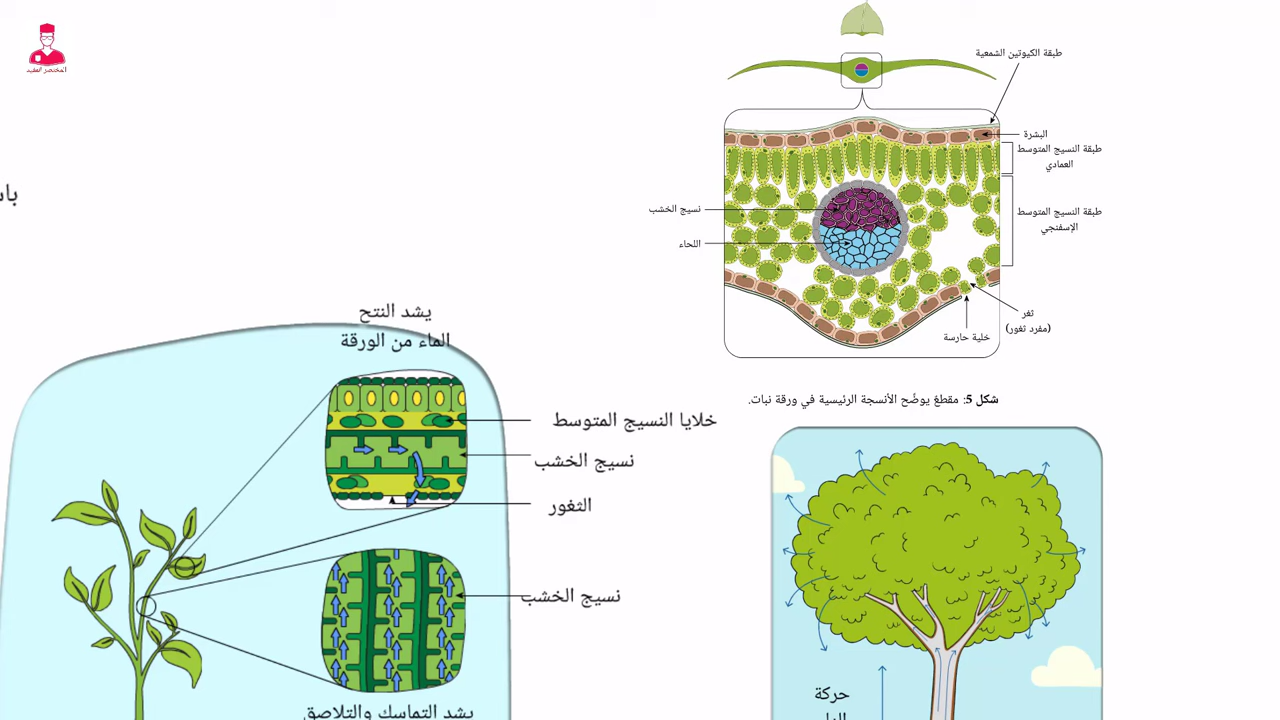 المختصر المفيد
طبقة الكيوتين الشمعية
البشرة
طبقة النسيج المتوسط
العمادي
طبقة النسيج المتوسط
الإسفنجي
نسيج الخشب
اللحاء
ثغر
(مفرد ثغور)
خلية حارسة
شكل 5: مقطعٌ يوضِّح الأنسجة الرئيسية في ورقة نبات.
يشد النتح
الماء من الورقة
خلايا النسيج المتوسط
نسيج الخشب
الثغور
نسيج الخشب
يشد التماسك والتلاصق
حركة